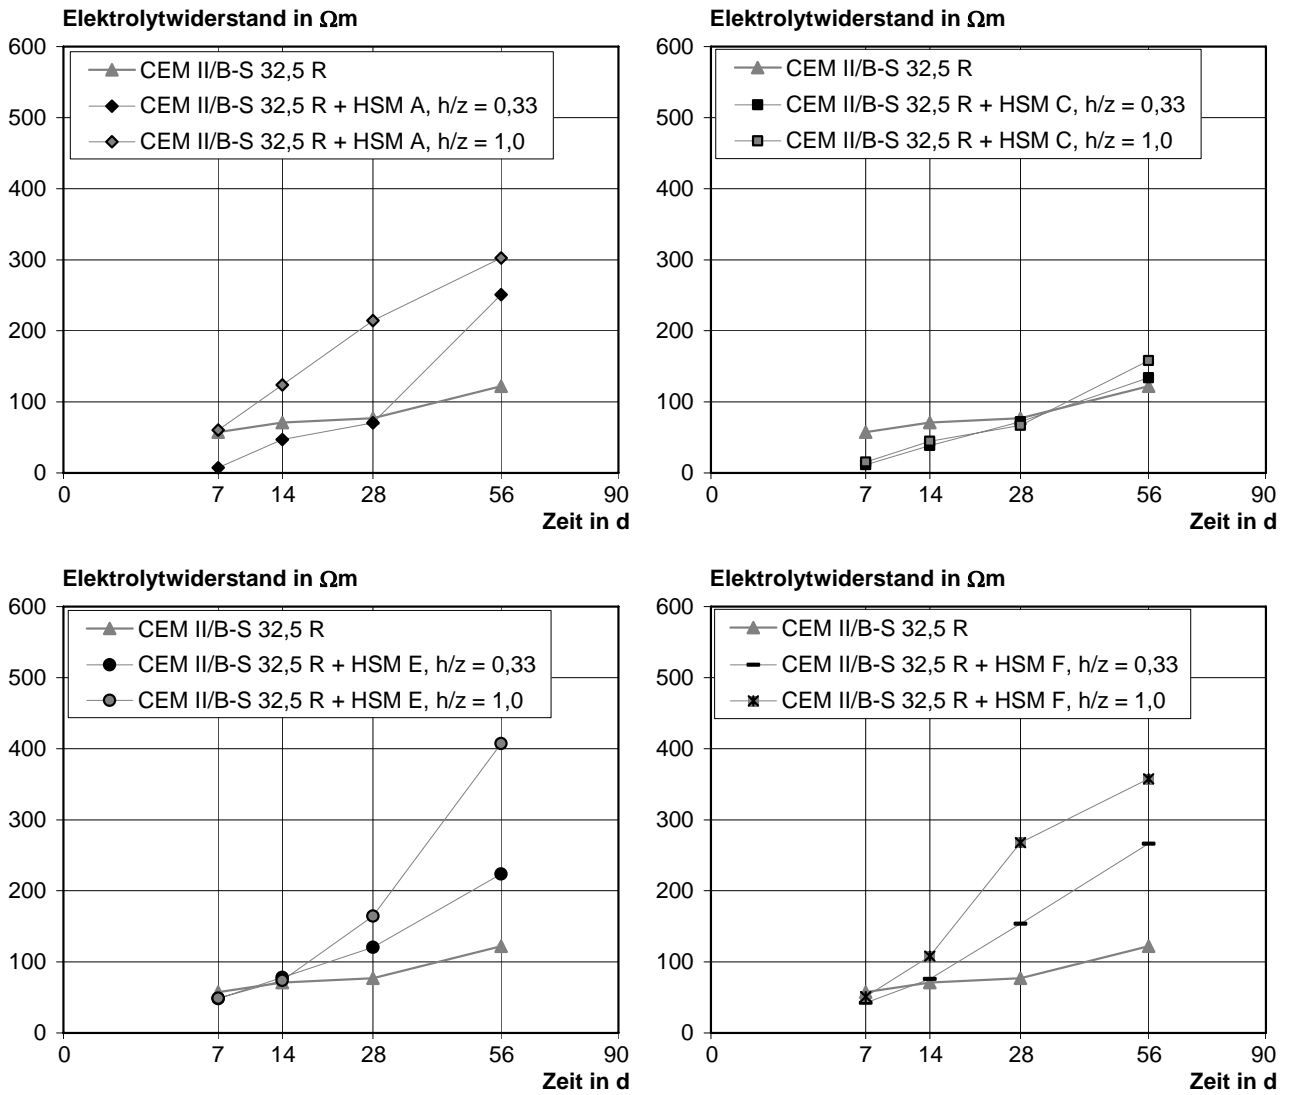 Elektrolytwiderstand in Ωm
600
500
400
300
200
100
0
CEM II/B-S 32,5 R
CEM II/B-S 32,5 R + HSM A, h/z = 0,33
CEM II/B-S 32,5 R + HSM A, h/z = 1,0
0 7 14 28 56 90
Zeit in d
Elektrolytwiderstand in Ωm
600
500
400
300
200
100
0
CEM II/B-S 32,5 R
CEM II/B-S 32,5 R + HSM C, h/z = 0,33
CEM II/B-S 32,5 R + HSM C, h/z = 1,0
0 7 14 28 56 90
Zeit in d
Elektrolytwiderstand in Ωm
600
500
400
300
200
100
0
CEM II/B-S 32,5 R
CEM II/B-S 32,5 R + HSM E, h/z = 0,33
CEM II/B-S 32,5 R + HSM E, h/z = 1,0
0 7 14 28 56 90
Zeit in d
Elektrolytwiderstand in Ωm
600
500
400
300
200
100
0
CEM II/B-S 32,5 R
CEM II/B-S 32,5 R + HSM F, h/z = 0,33
CEM II/B-S 32,5 R + HSM F, h/z = 1,0
0 7 14 28 56 90
Zeit in d